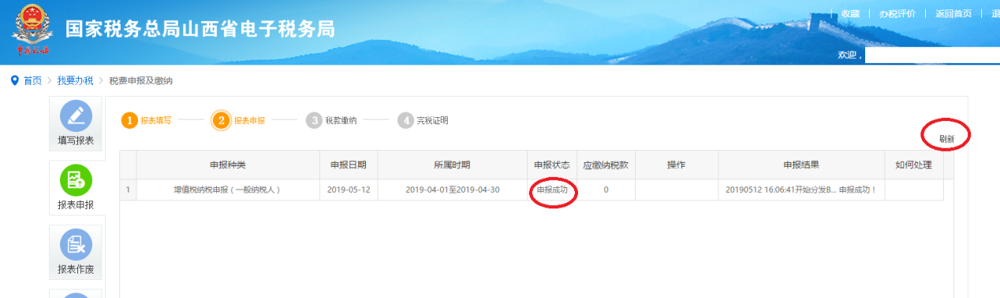 收藏 | 办税评价 | 返回首页 | 退
国家税务总局山西省电子税务局
中国税务
欢迎，
首页 > 我要办税 > 税费申报及缴纳
填写报表
报表申报
报表作废
1 报表填写 2 报表申报 3 税款缴纳 4 完税证明
刷新
申报种类 申报日期 所属时期 申报状态 应缴纳税款 操作 申报结果 如何处理
1 增值税纳税申报（一般纳税人） 2019-05-12 2019-04-01至2019-04-30 申报成功 0 20190512 16:06:41开始分发B... 申报成功！